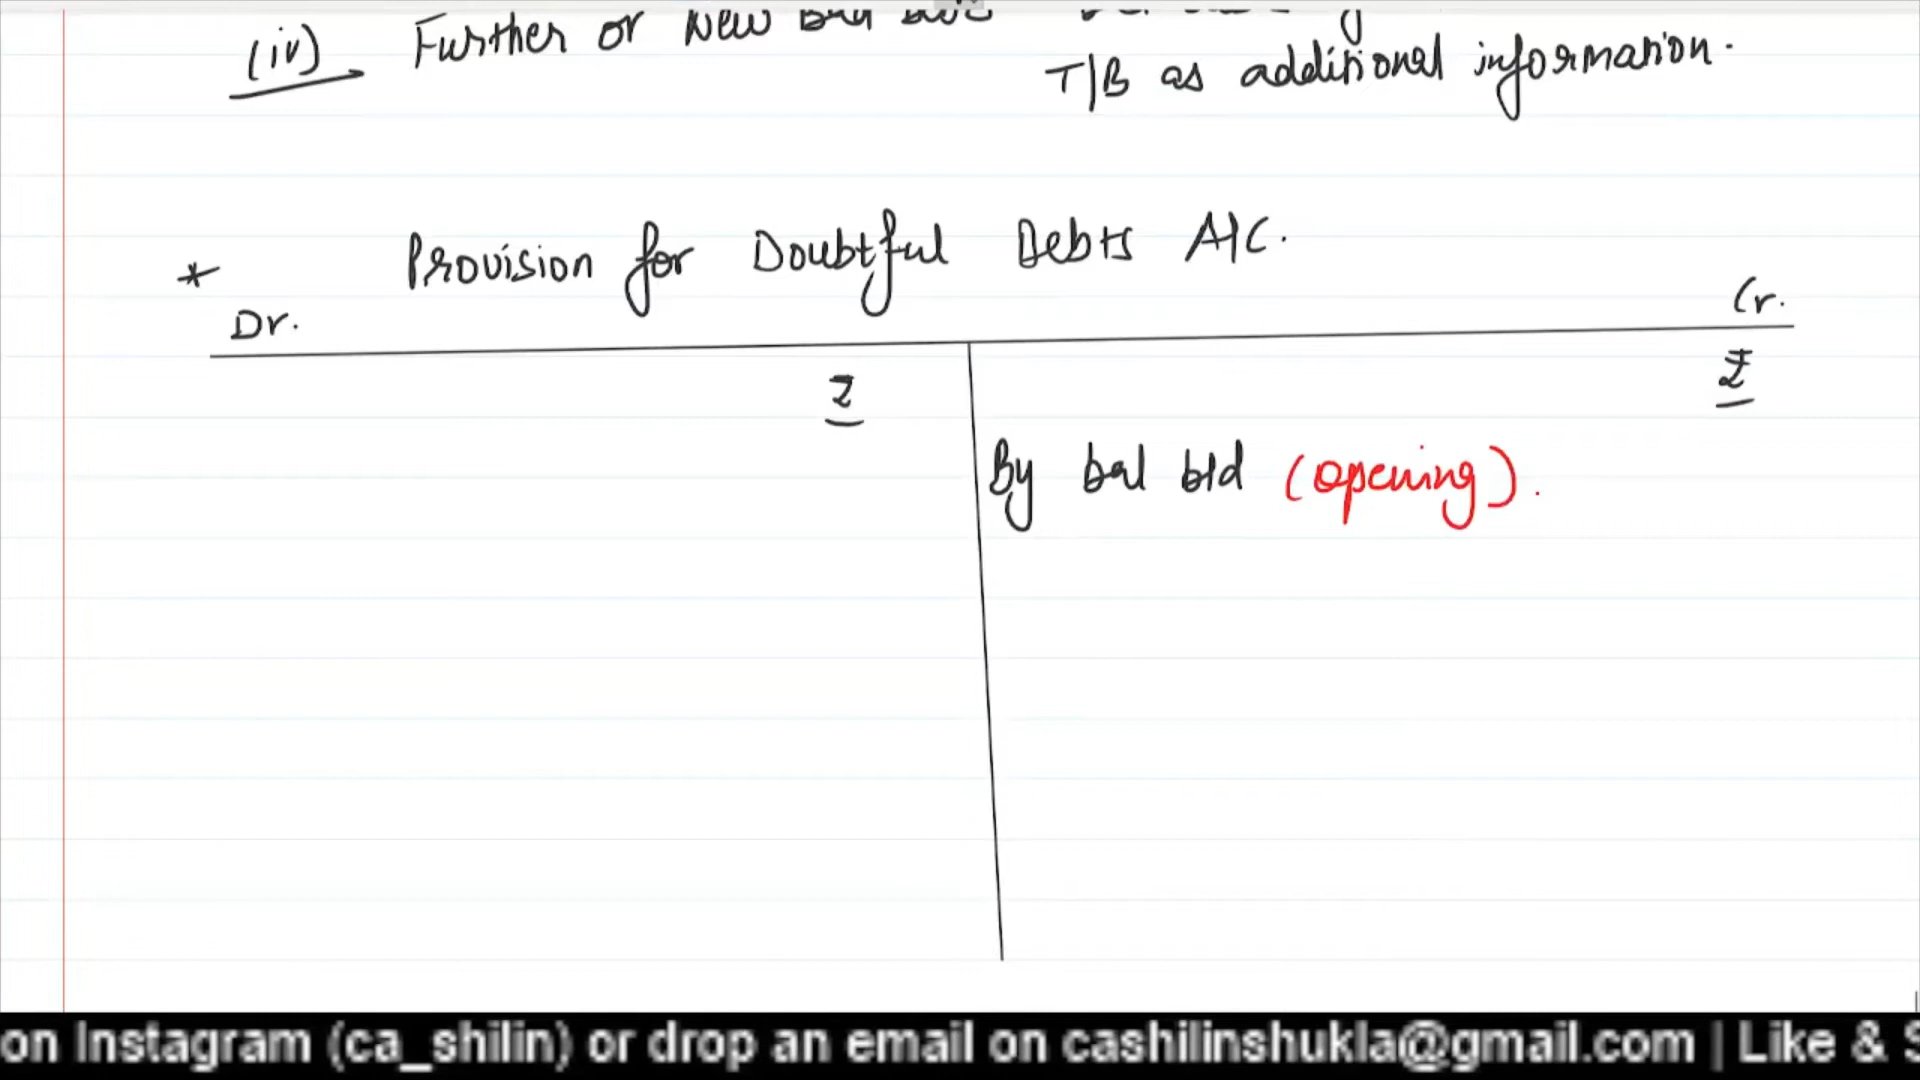 (iv) Further or New
T/B as additional information.
* Provision for Doubtful Debts A/C.
Dr. Cr.
₹ ₹
By bal b/d (opening).
on Instagram (ca_shilin) or drop an email on cashilinshukla@gmail.com | Like &